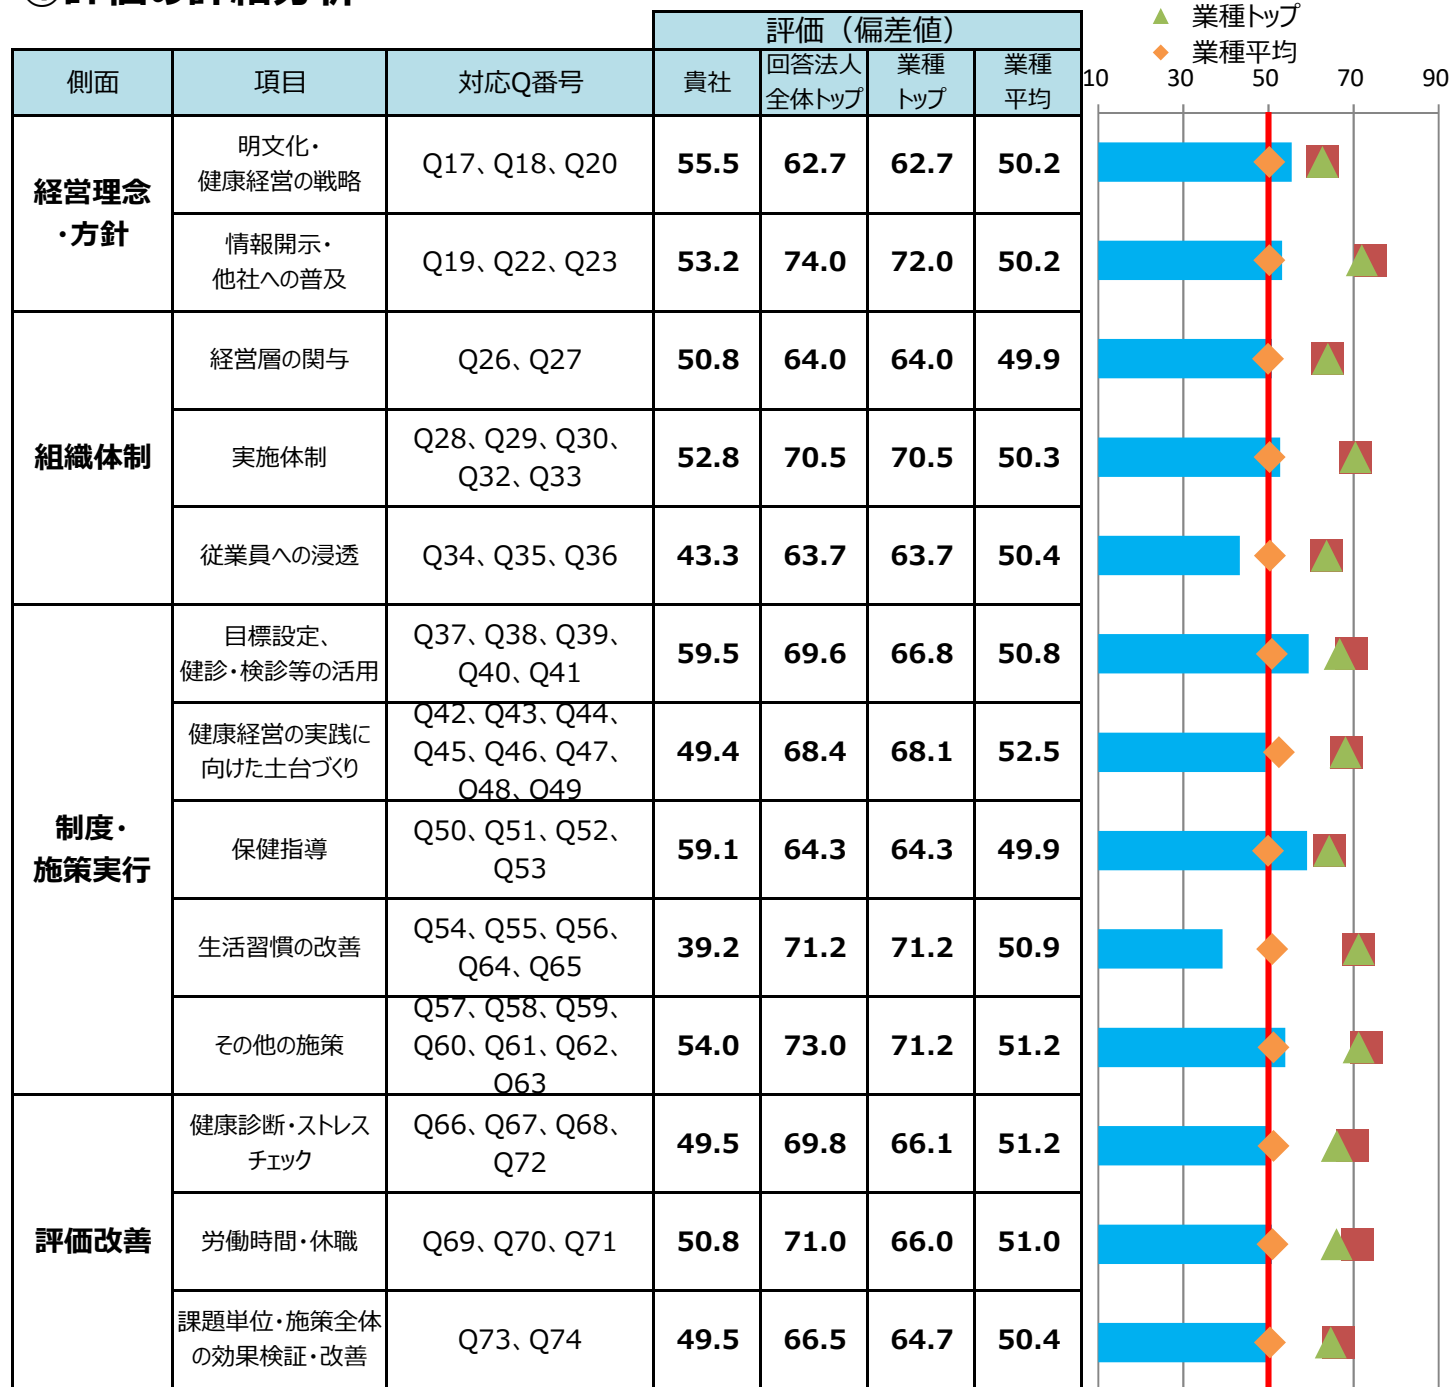 ▲ 業種トップ
◆ 業種平均
評価（偏差値）
側面 項目 対応Q番号 貴社 回答法人 業種 業種
全体トップ トップ 平均
10 30 50 70 90
経営理念
・方針
明文化・
健康経営の戦略
Q17、Q18、Q20 55.5 62.7 62.7 50.2
情報開示・
他社への普及
Q19、Q22、Q23 53.2 74.0 72.0 50.2
組織体制
経営層の関与 Q26、Q27 50.8 64.0 64.0 49.9
実施体制
Q28、Q29、Q30、
Q32、Q33
52.8 70.5 70.5 50.3
従業員への浸透 Q34、Q35、Q36 43.3 63.7 63.7 50.4
制度・
施策実行
目標設定、
健診・検診等の活用
Q37、Q38、Q39、
Q40、Q41
59.5 69.6 66.8 50.8
健康経営の実践に
向けた土台づくり
Q42、Q43、Q44、
Q45、Q46、Q47、
Q48、Q49
49.4 68.4 68.1 52.5
保健指導
Q50、Q51、Q52、
Q53
59.1 64.3 64.3 49.9
生活習慣の改善
Q54、Q55、Q56、
Q64、Q65
39.2 71.2 71.2 50.9
その他の施策
Q57、Q58、Q59、
Q60、Q61、Q62、
Q63
54.0 73.0 71.2 51.2
評価改善
健康診断・ストレス
チェック
Q66、Q67、Q68、
Q72
49.5 69.8 66.1 51.2
労働時間・休職 Q69、Q70、Q71 50.8 71.0 66.0 51.0
課題単位・施策全体
の効果検証・改善
Q73、Q74 49.5 66.5 64.7 50.4